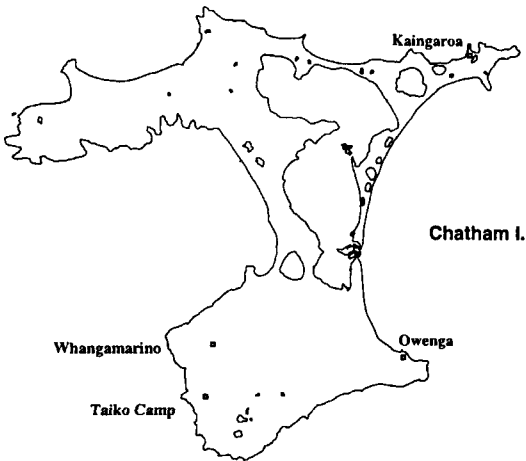 Kaingaroa
Chatham I.
Whangamarino
Owenga
Taiko Camp